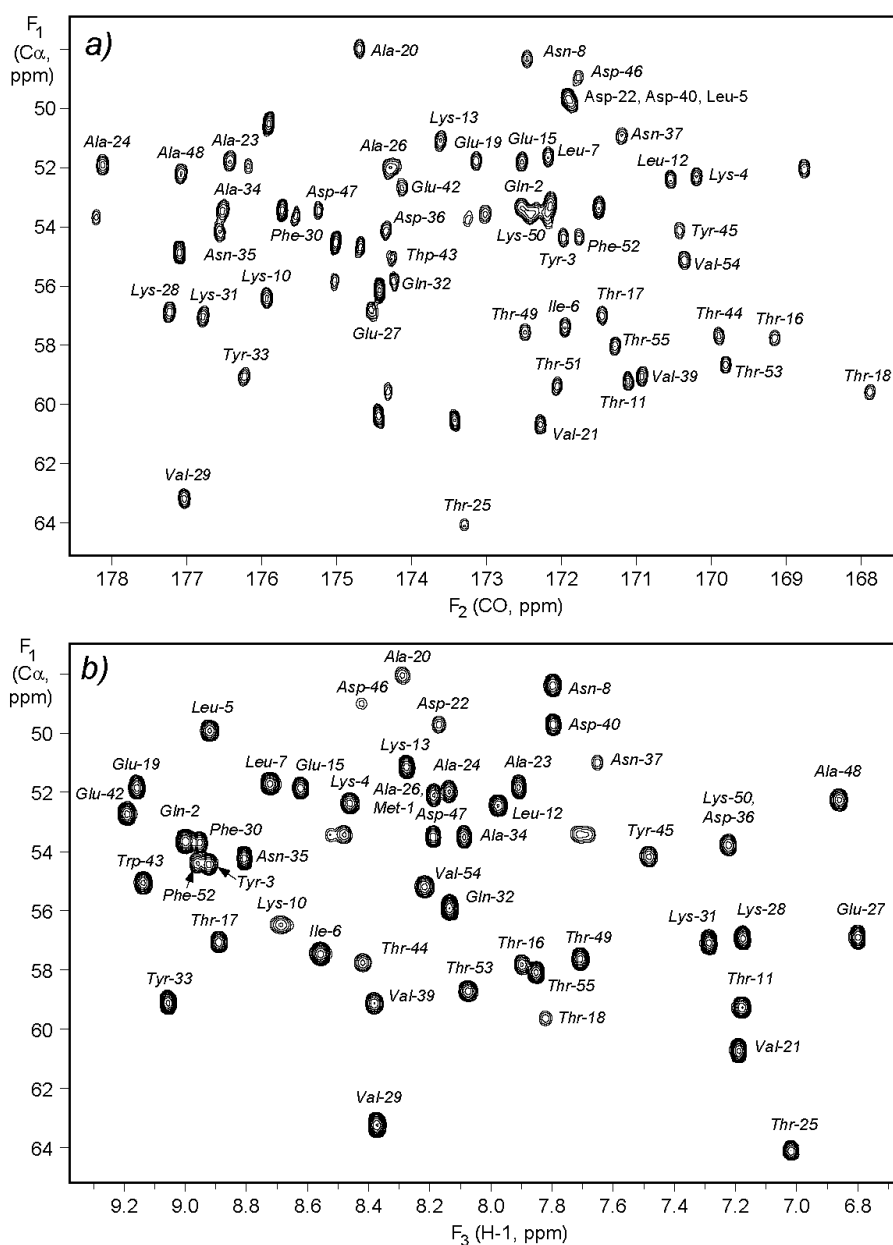 F1
(Cα,
ppm)
a)
Ala-20
Asn-8
Asp-46
Asp-22, Asp-40, Leu-5
50
Lys-13
Asn-37
Ala-24
Ala-23
Ala-26
Glu-19
Glu-15
Leu-7
Leu-12
Lys-4
52
Ala-48
Glu-42
Ala-34
Asp-47
Gln-2
Asp-36
54
Phe-30
Lys-50
Tyr-45
Asn-35
Thp-43
Tyr-3
Phe-52
Val-54
Lys-10
Gln-32
56
Lys-28
Lys-31
Thr-17
Thr-49
Ile-6
Thr-44
Thr-16
Glu-27
58
Thr-55
Tyr-33
Thr-51
Val-39
Thr-53
Thr-18
Thr-11
60
Val-21
62
Val-29
Thr-25
64
178 177 176 175 174 173 172 171 170 169 168
F2 (CO, ppm)
F1
(Cα,
ppm)
b)
Ala-20
Asp-46
Asn-8
Leu-5
Asp-22
50
Asp-40
Lys-13
Asn-37
Glu-19
Leu-7
Glu-15
Ala-24
Ala-23
Ala-48
Glu-42
Lys-4
Ala-26,
Met-1
52
Leu-12
Lys-50,
Asp-36
Gln-2
Asp-47
Phe-30
Ala-34
Tyr-45
54
Asn-35
Trp-43
Phe-52
Tyr-3
Val-54
Gln-32
Lys-10
56
Thr-17
Ile-6
Lys-31
Lys-28
Glu-27
Thr-44
Thr-16
Thr-49
58
Thr-53
Thr-55
Thr-11
Tyr-33
Val-39
Thr-18
60
Val-21
62
Val-29
Thr-25
64
9.2 9.0 8.8 8.6 8.4 8.2 8.0 7.8 7.6 7.4 7.2 7.0 6.8
F3 (H-1, ppm)